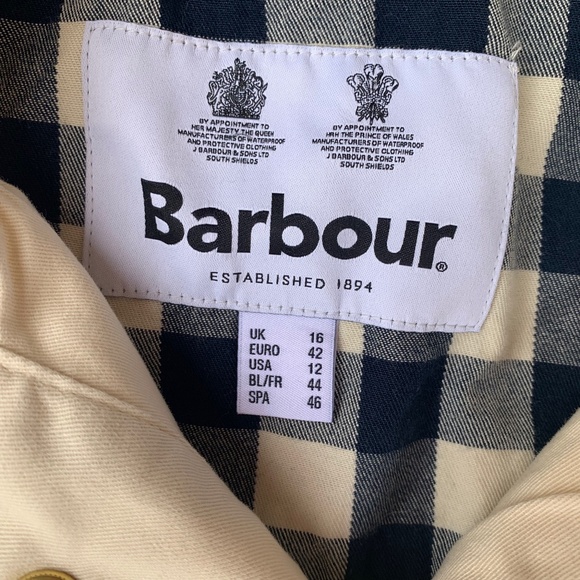 BY APPOINTMENT TO
HER MAJESTY THE QUEEN
MANUFACTURERS OF WATERPROOF
AND PROTECTIVE CLOTHING
J BARBOUR & SONS LTD
SOUTH SHIELDS
BY APPOINTMENT TO
HRH THE PRINCE OF WALES
MANUFACTURERS OF WATERPROOF
AND PROTECTIVE CLOTHING
J BARBOUR & SONS LTD
SOUTH SHIELDS
Barbour®
ESTABLISHED 1894
UK 16
EURO 42
USA 12
BL/FR 44
SPA 46